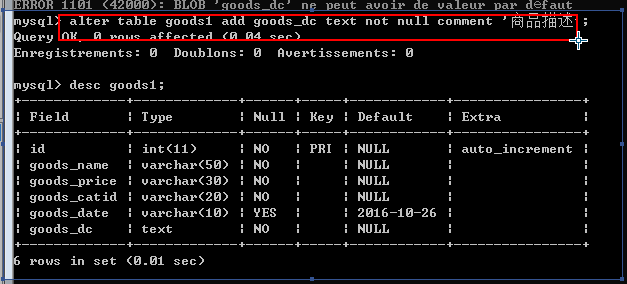 ERROR 1101 (42000): BLOB 'goods_dc' ne peut avoir de valeur par défaut
mysql> alter table goods1 add goods_dc text not null comment '商品描述';
Query OK, 0 rows affected (0.04 sec)
Enregistrements: 0  Doublons: 0  Avertissements: 0
mysql> desc goods1;
+-------------+-------------+------+-----+------------+----------------+
| Field       | Type        | Null | Key | Default    | Extra          |
+-------------+-------------+------+-----+------------+----------------+
| id          | int(11)     | NO   | PRI | NULL       | auto_increment |
| goods_name  | varchar(50) | NO   |     | NULL       |                |
| goods_price | varchar(30) | NO   |     | NULL       |                |
| goods_catid | varchar(20) | NO   |     | NULL       |                |
| goods_date  | varchar(10) | YES  |     | 2016-10-26 |                |
| goods_dc    | text        | NO   |     | NULL       |                |
+-------------+-------------+------+-----+------------+----------------+
6 rows in set (0.01 sec)